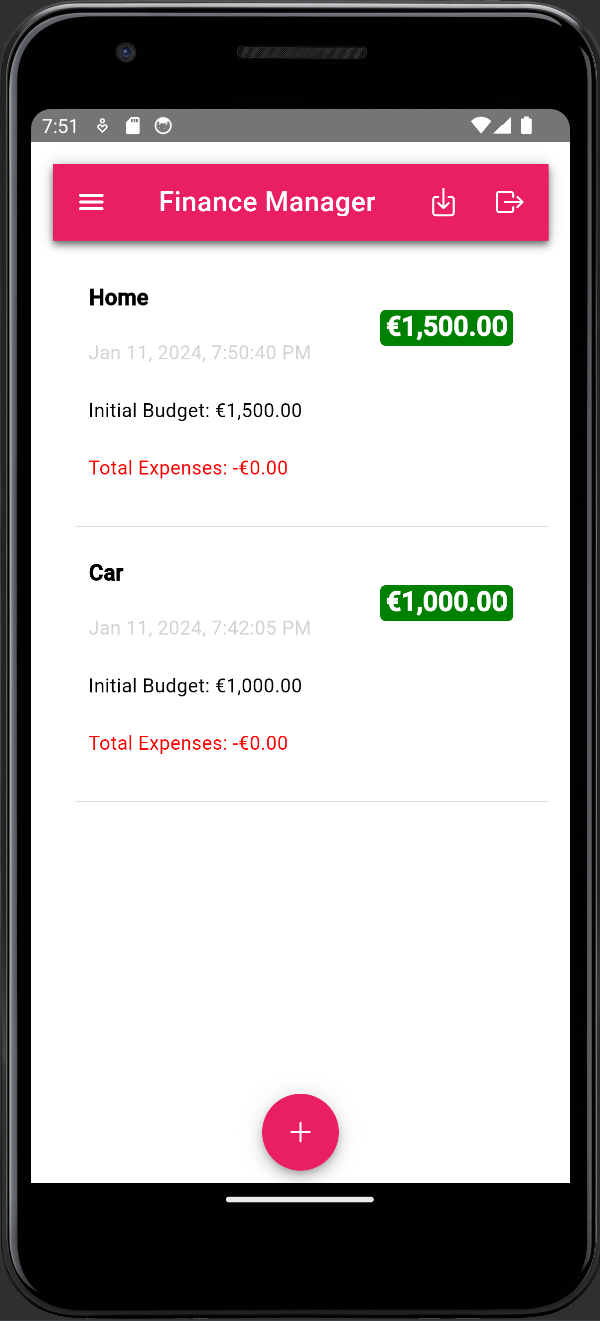 7:51
Finance Manager
Home
€1,500.00
Jan 11, 2024, 7:50:40 PM
Initial Budget: €1,500.00
Total Expenses: -€0.00
Car
€1,000.00
Jan 11, 2024, 7:42:05 PM
Initial Budget: €1,000.00
Total Expenses: -€0.00